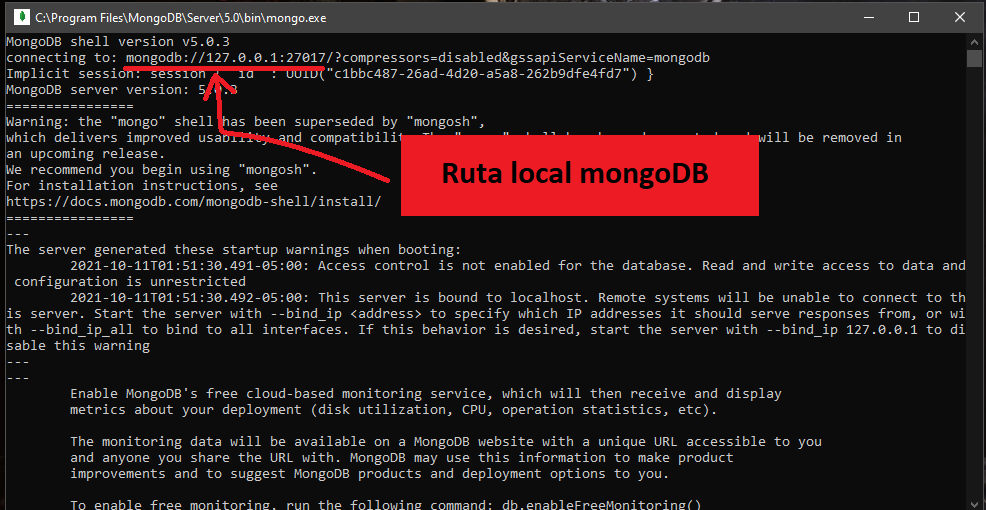 C:\Program Files\MongoDB\Server\5.0\bin\mongo.exe
MongoDB shell version v5.0.3
connecting to: mongodb://127.0.0.1:27017/?compressors=disabled&gssapiServiceName=mongodb
Implicit session: session id : UUID("c1bbc487-26ad-4d20-a5a8-262b9dfe4fd7") }
MongoDB server version: 5.0.3
================
Warning: the "mongo" shell has been superseded by "mongosh",
which delivers improved usability and compatibility. will be removed in
an upcoming release.
We recommend you begin using "mongosh".
For installation instructions, see
https://docs.mongodb.com/mongodb-shell/install/
================
Ruta local mongoDB
---
The server generated these startup warnings when booting:
2021-10-11T01:51:30.491-05:00: Access control is not enabled for the database. Read and write access to data and
configuration is unrestricted
2021-10-11T01:51:30.492-05:00: This server is bound to localhost. Remote systems will be unable to connect to th
is server. Start the server with --bind_ip <address> to specify which IP addresses it should serve responses from, or wi
th --bind_ip_all to bind to all interfaces. If this behavior is desired, start the server with --bind_ip 127.0.0.1 to di
sable this warning
---
---
Enable MongoDB's free cloud-based monitoring service, which will then receive and display
metrics about your deployment (disk utilization, CPU, operation statistics, etc).
The monitoring data will be available on a MongoDB website with a unique URL accessible to you
and anyone you share the URL with. MongoDB may use this information to make product
improvements and to suggest MongoDB products and deployment options to you.
To enable free monitoring, run the following command: db.enableFreeMonitoring()